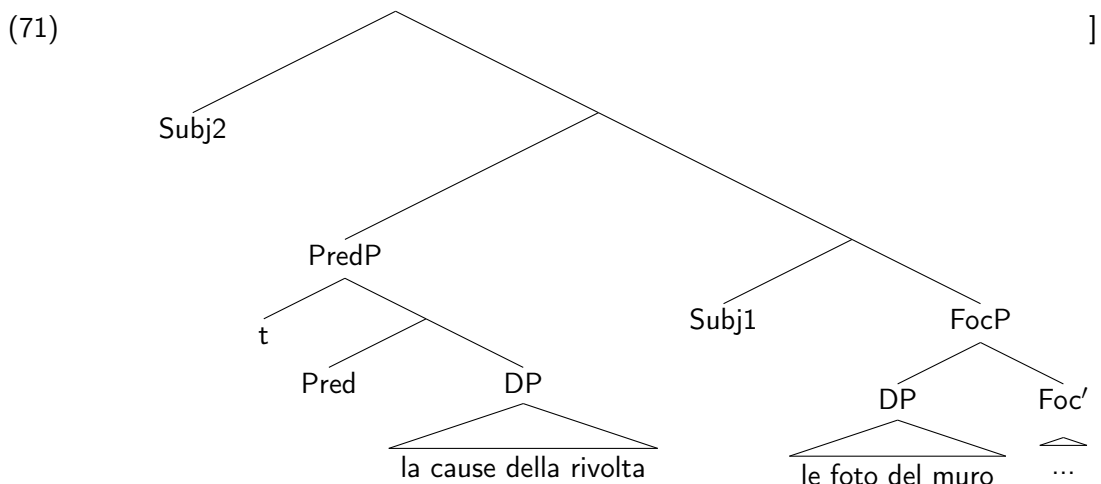 (71) ]
Subj2
PredP
t Subj1 FocP
Pred DP DP Foc′
la cause della rivolta le foto del muro ...